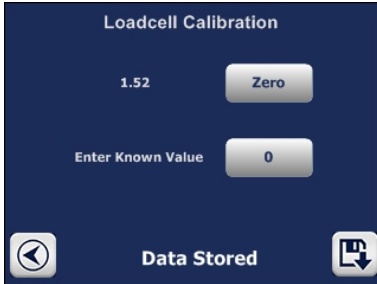 Loadcell Calibration
1.52 Zero
Enter Known Value 0
Data Stored